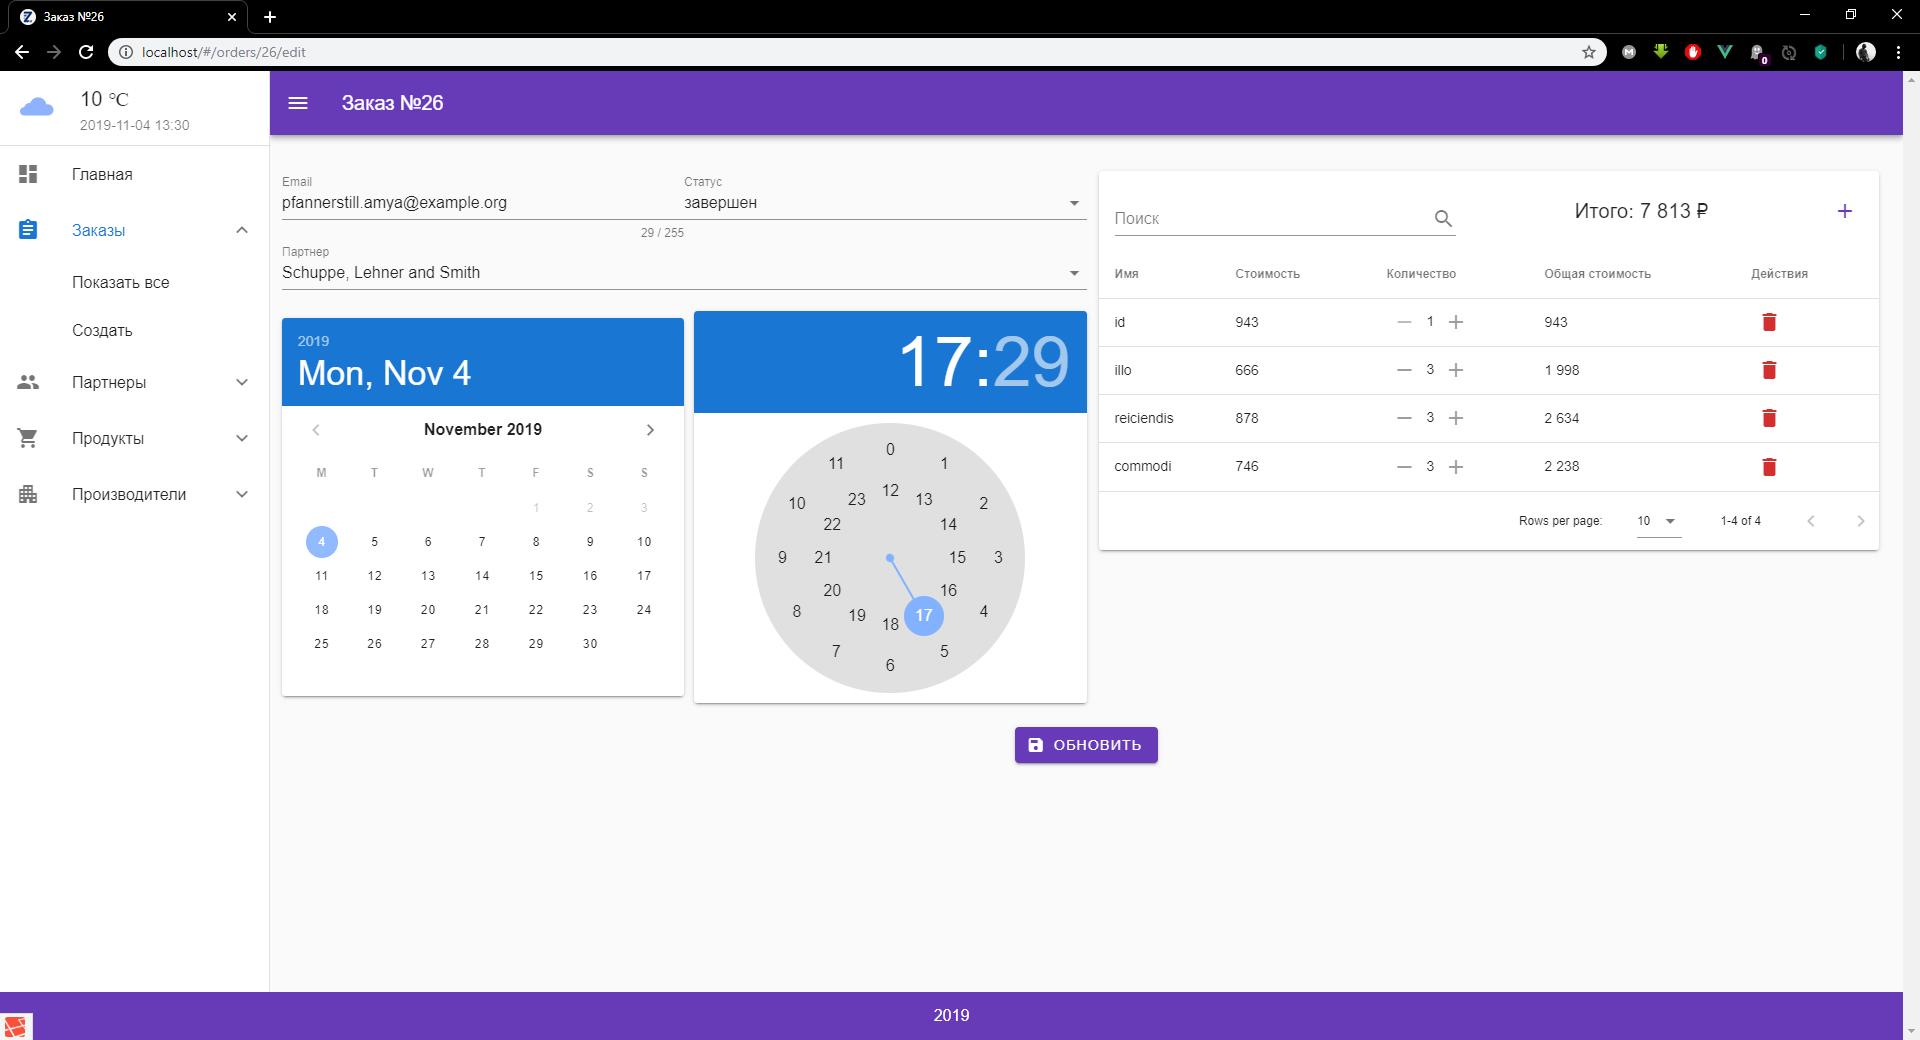 Заказ №26
localhost/#/orders/26/edit
0
10 °C
2019-11-04 13:30
Главная
Заказы
Показать все
Создать
Партнеры
Продукты
Производители
Заказ №26
Email
pfannerstill.amya@example.org
29 / 255
Статус
завершен
Партнер
Schuppe, Lehner and Smith
2019
Mon, Nov 4
November 2019
M T W T F S S
1 2 3
4 5 6 7 8 9 10
11 12 13 14 15 16 17
18 19 20 21 22 23 24
25 26 27 28 29 30
17:29
0
11 1
12
23 13
10 2
22 14
9 21 15 3
20 16
8 4
19 17
18
7 5
6
Поиск
Итого: 7 813 ₽
Имя Стоимость Количество Общая стоимость Действия
id 943 1 943
illo 666 3 1 998
reiciendis 878 3 2 634
commodi 746 3 2 238
Rows per page: 10 1-4 of 4
ОБНОВИТЬ
2019